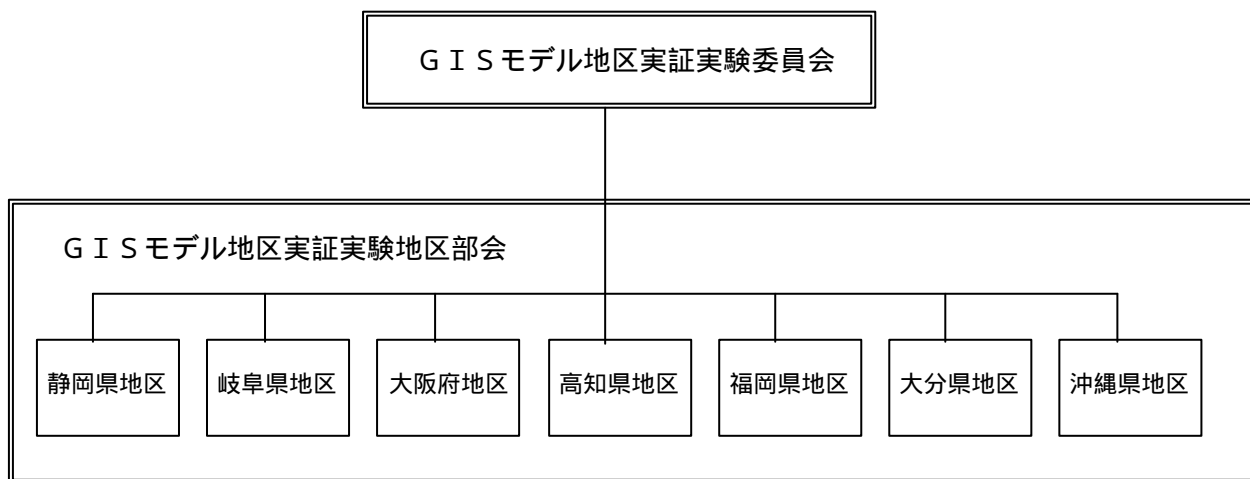 ＧＩＳモデル地区実証実験委員会
ＧＩＳモデル地区実証実験地区部会
静岡県地区
岐阜県地区
大阪府地区
高知県地区
福岡県地区
大分県地区
沖縄県地区